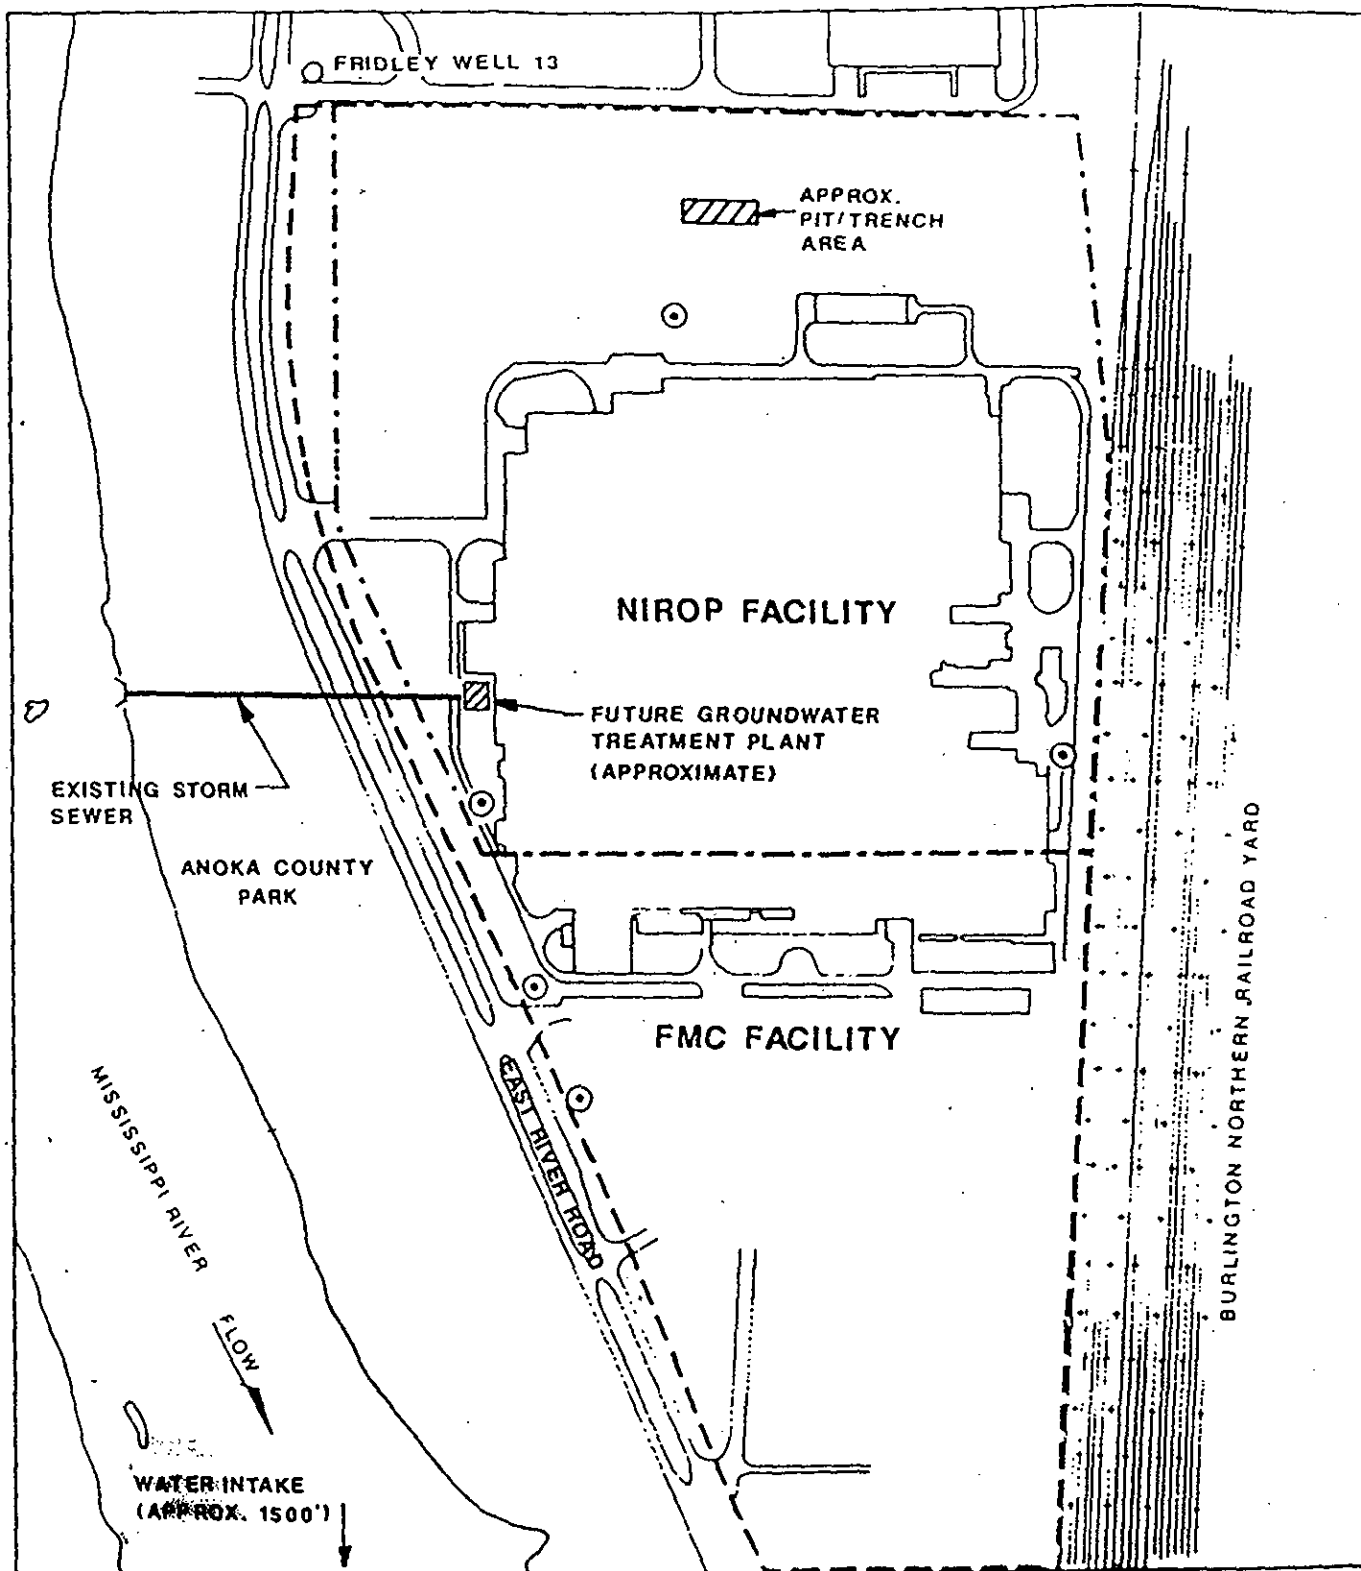 FRIDLEY WELL 13
APPROX.
PIT/TRENCH
AREA
NIROP FACILITY
FUTURE GROUNDWATER
TREATMENT PLANT
(APPROXIMATE)
EXISTING STORM
SEWER
ANOKA COUNTY
PARK
FMC FACILITY
EAST RIVER ROAD
MISSISSIPPI RIVER
FLOW
BURLINGTON NORTHERN RAILROAD YARD
WATER INTAKE
(APPROX. 1500')